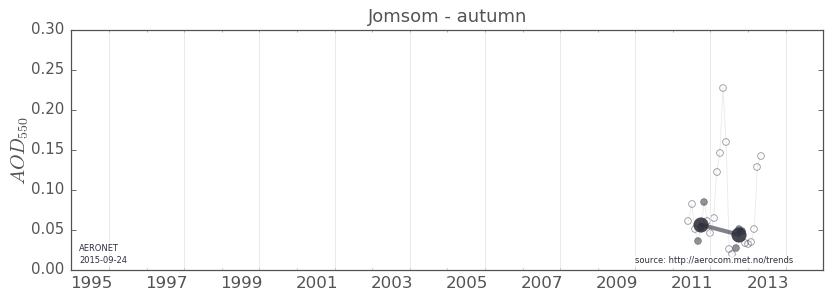 Jomsom - autumn
0.30
0.25
0.20
0.15
0.10
0.05
0.00
AOD550
AERONET
2015-09-24
source: http://aerocom.met.no/trends
1995 1997 1999 2001 2003 2005 2007 2009 2011 2013